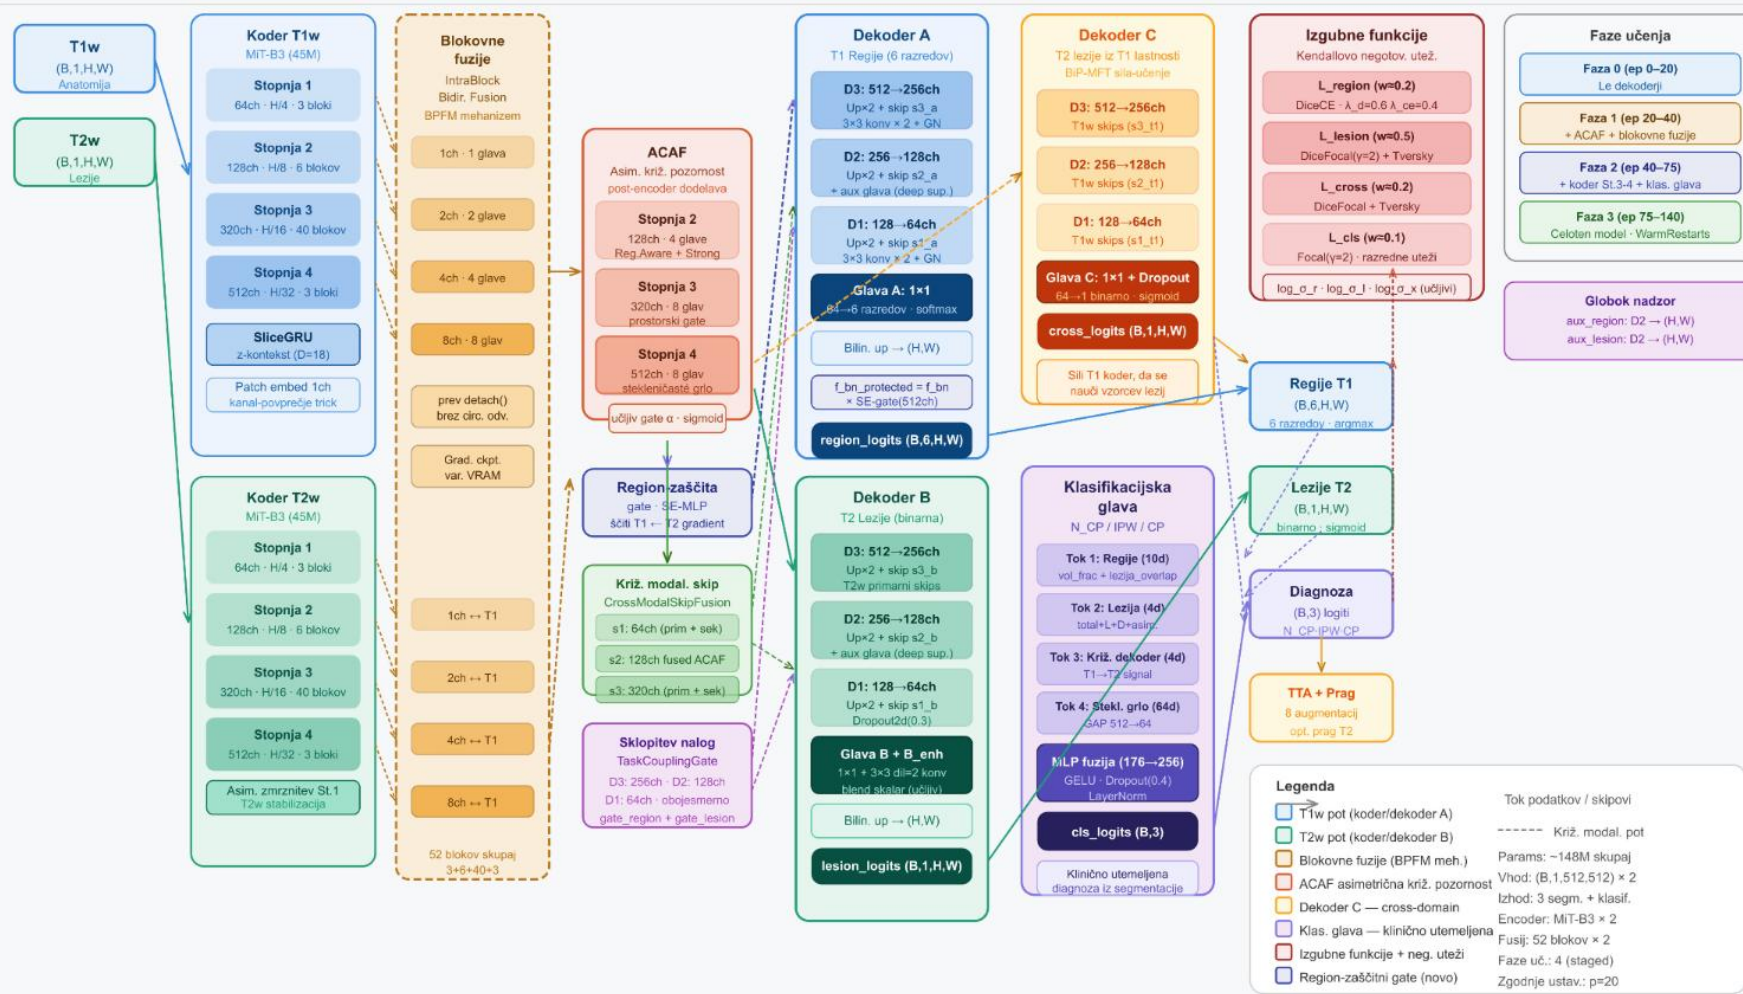 T1w
(B,1,H,W)
Anatomija
T2w
(B,1,H,W)
Lezije
Koder T1w
MiT-B3 (45M)
Stopnja 1
64ch · H/4 · 3 bloki
Stopnja 2
128ch · H/8 · 6 blokov
Stopnja 3
320ch · H/16 · 40 blokov
Stopnja 4
512ch · H/32 · 3 bloki
SliceGRU
z-kontekst (D=18)
Patch embed 1ch
kanal-povprečje trick
Koder T2w
MiT-B3 (45M)
Stopnja 1
64ch · H/4 · 3 bloki
Stopnja 2
128ch · H/8 · 6 blokov
Stopnja 3
320ch · H/16 · 40 blokov
Stopnja 4
512ch · H/32 · 3 bloki
Asim. zmrznitev St.1
T2w stabilizacija
Blokovne
fuzije
IntraBlock
Bidir. Fusion
BPFM mehanizem
1ch · 1 glava
2ch · 2 glave
4ch · 4 glave
8ch · 8 glav
prev detach()
brez circ. odv.
Grad. ckpt.
var. VRAM
1ch ↔ T1
2ch ↔ T1
4ch ↔ T1
8ch ↔ T1
52 blokov skupaj
3+6+40+3
ACAF
Asim. križ. pozornost
post-encoder dodelava
Stopnja 2
128ch · 4 glave
Reg.Aware + Strong
Stopnja 3
320ch · 8 glav
prostorski gate
Stopnja 4
512ch · 8 glav
stekleničasté grlo
učljiv gate α · sigmoid
Region-zaščita
gate · SE-MLP
ščiti T1 ← T2 gradient
Križ. modal. skip
CrossModalSkipFusion
s1: 64ch (prim + sek)
s2: 128ch fused ACAF
s3: 320ch (prim + sek)
Sklopitev nalog
TaskCouplingGate
D3: 256ch · D2: 128ch
D1: 64ch · obojesmerno
gate_region + gate_lesion
Dekoder A
T1 Regije (6 razredov)
D3: 512→256ch
Up×2 + skip s3_a
3×3 konv × 2 + GN
D2: 256→128ch
Up×2 + skip s2_a
+ aux glava (deep sup.)
D1: 128→64ch
Up×2 + skip s1_a
3×3 konv × 2 + GN
Glava A: 1×1
64→6 razredov · softmax
Bilin. up → (H,W)
f_bn_protected = f_bn
× SE-gate(512ch)
region_logits (B,6,H,W)
Dekoder B
T2 Lezije (binarna)
D3: 512→256ch
Up×2 + skip s3_b
T2w primarni skips
D2: 256→128ch
Up×2 + skip s2_b
+ aux glava (deep sup.)
D1: 128→64ch
Up×2 + skip s1_b
Dropout2d(0.3)
Glava B + B_enh
1×1 + 3×3 dil=2 konv
blend skalar (učljiv)
Bilin. up → (H,W)
lesion_logits (B,1,H,W)
Dekoder C
T2 lezije iz T1 lastnosti
BiP-MFT sila-učenje
D3: 512→256ch
T1w skips (s3_t1)
D2: 256→128ch
T1w skips (s2_t1)
D1: 128→64ch
T1w skips (s1_t1)
Glava C: 1×1 + Dropout
64→1 binarno · sigmoid
cross_logits (B,1,H,W)
Sili T1 koder, da se
nauči vzorcev lezij
Klasifikacijska
glava
N_CP / IPW / CP
Tok 1: Regije (10d)
vol_frac + lezija_overlap
Tok 2: Lezija (4d)
total+L+D+asim.
Tok 3: Križ. dekoder (4d)
T1→T2 signal
Tok 4: Stekl. grlo (64d)
GAP 512→64
MLP fuzija (176→256)
GELU · Dropout(0.4)
LayerNorm
cls_logits (B,3)
Klinično utemeljena
diagnoza iz segmentacije
Izgubne funkcije
Kendallovo negotov. utež.
L_region (w≈0.2)
DiceCE · λ_d=0.6 λ_ce=0.4
L_lesion (w≈0.5)
DiceFocal(γ=2) + Tversky
L_cross (w≈0.2)
DiceFocal + Tversky
L_cls (w≈0.1)
Focal(γ=2) · razredne uteži
log_σ_r · log_σ_l · log_σ_x (učljivi)
Regije T1
(B,6,H,W)
6 razredov · argmax
Lezije T2
(B,1,H,W)
binarno · sigmoid
Diagnoza
(B,3) logiti
N_CP·IPW·CP
TTA + Prag
8 augmentacij
opt. prag T2
Faze učenja
Faza 0 (ep 0–20)
Le dekoderji
Faza 1 (ep 20–40)
+ ACAF + blokovne fuzije
Faza 2 (ep 40–75)
+ koder St.3-4 + klas. glava
Faza 3 (ep 75–140)
Celoten model · WarmRestarts
Globok nadzor
aux_region: D2 → (H,W)
aux_lesion: D2 → (H,W)
Legenda
T1w pot (koder/dekoder A)
T2w pot (koder/dekoder B)
Blokovne fuzije (BPFM meh.)
ACAF asimetrična križ. pozornost
Dekoder C — cross-domain
Klas. glava — klinično utemeljena
Izgubne funkcije + neg. uteži
Region-zaščitni gate (novo)
Tok podatkov / skipovi
Križ. modal. pot
Params: ~148M skupaj
Vhod: (B,1,512,512) × 2
Izhod: 3 segm. + klasif.
Encoder: MiT-B3 × 2
Fusij: 52 blokov × 2
Faze uč.: 4 (staged)
Zgodnje ustav.: p=20